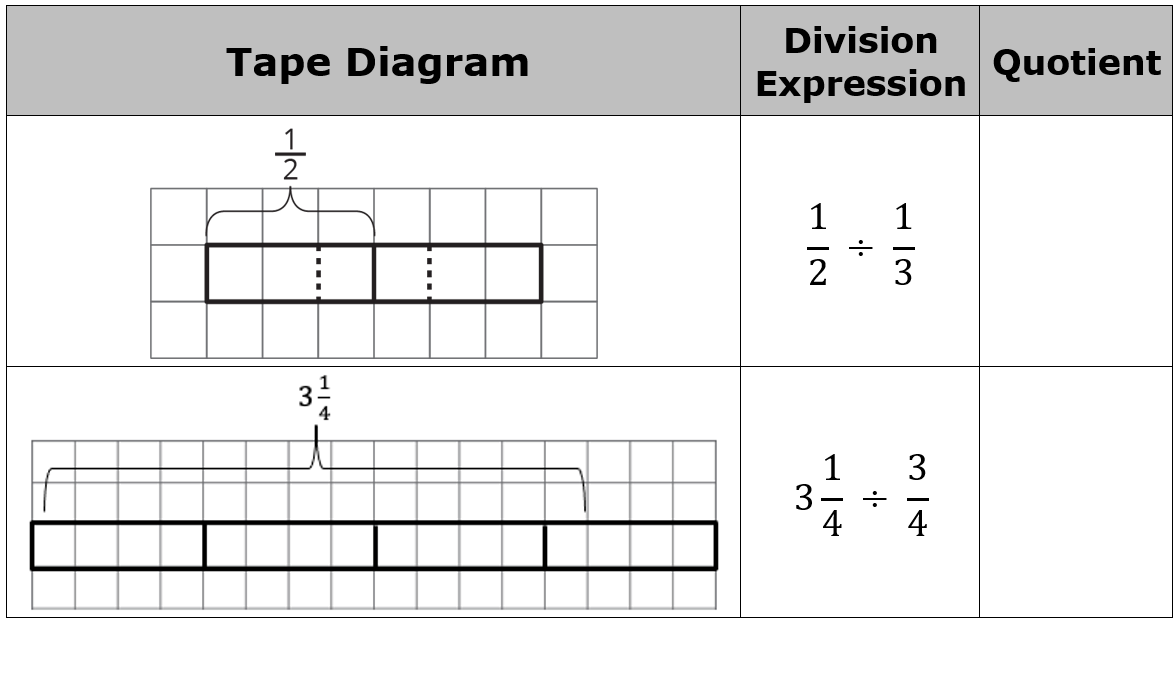 Tape Diagram
Division
Expression
Quotient
1/2
1/2 ÷ 1/3
3 1/4
3 1/4 ÷ 3/4